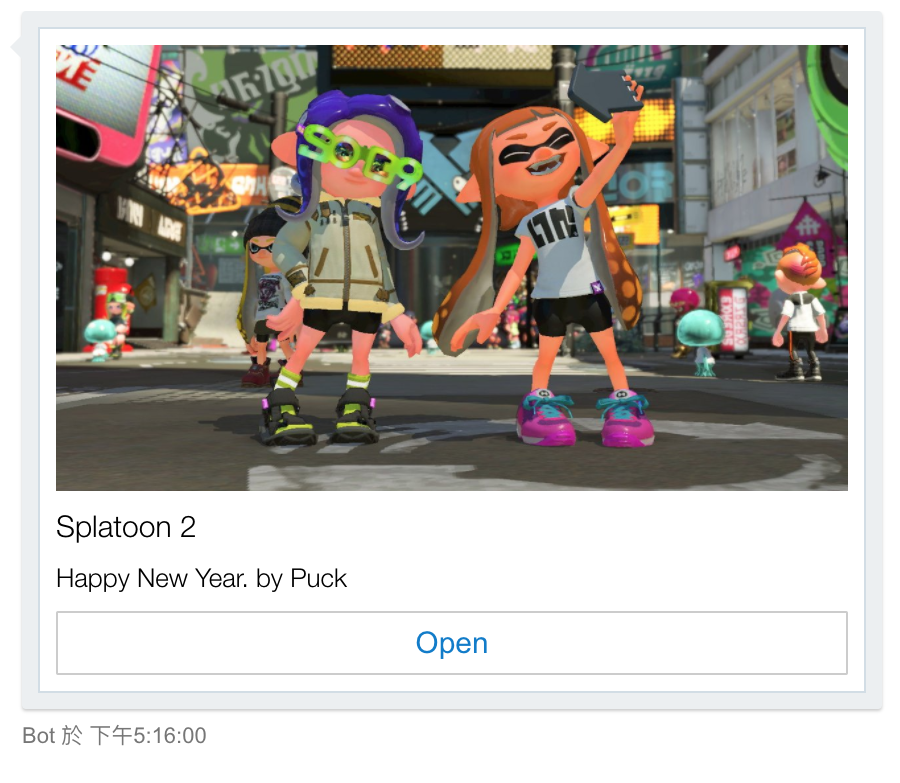 Splatoon 2
Happy New Year. by Puck
Open
Bot 於 下午5:16:00